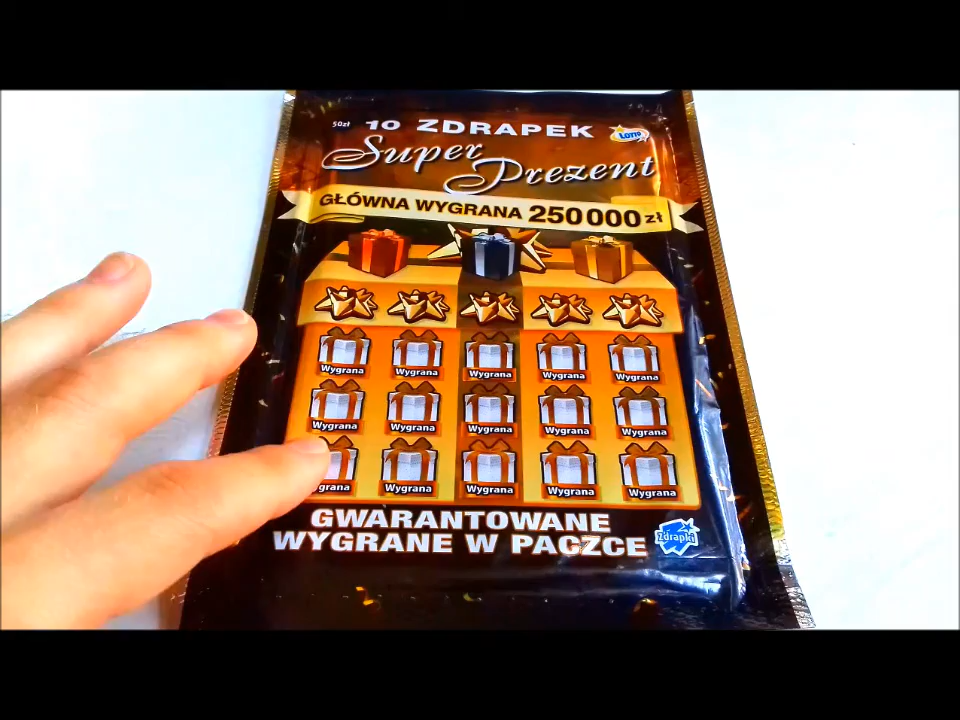 50zł 10 ZDRAPEK LOTTO
Super
Prezent
GŁÓWNA WYGRANA 250 000 zł
Wygrana Wygrana Wygrana Wygrana Wygrana
Wygrana Wygrana Wygrana Wygrana Wygrana
Wygrana Wygrana Wygrana Wygrana Wygrana
GWARANTOWANE
WYGRANE W PACZCE Zdrapki